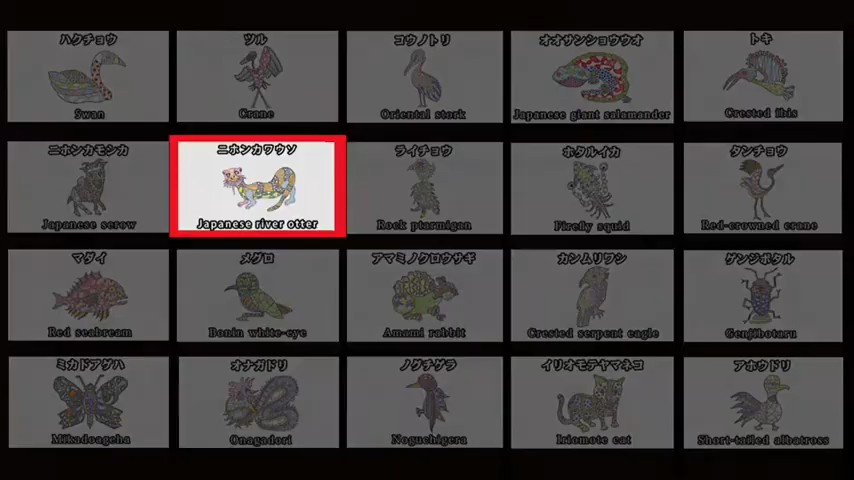 ハクチョウ
Swan
ツル
Crane
コウノトリ
Oriental stork
オオサンショウウオ
Japanese giant salamander
トキ
Crested ibis
ニホンカモシカ
Japanese serow
ニホンカワウソ
Japanese river otter
ライチョウ
Rock ptarmigan
ホタルイカ
Firefly squid
タンチョウ
Red-crowned crane
マダイ
Red seabream
メグロ
Bonin white-eye
アマミノクロウサギ
Amami rabbit
カンムリワシ
Crested serpent eagle
ゲンジボタル
Genjibotaru
ミカドアゲハ
Mikadoageha
オナガドリ
Onagadori
ノグチゲラ
Noguchigera
イリオモテヤマネコ
Iriomote cat
アホウドリ
Short-tailed albatross